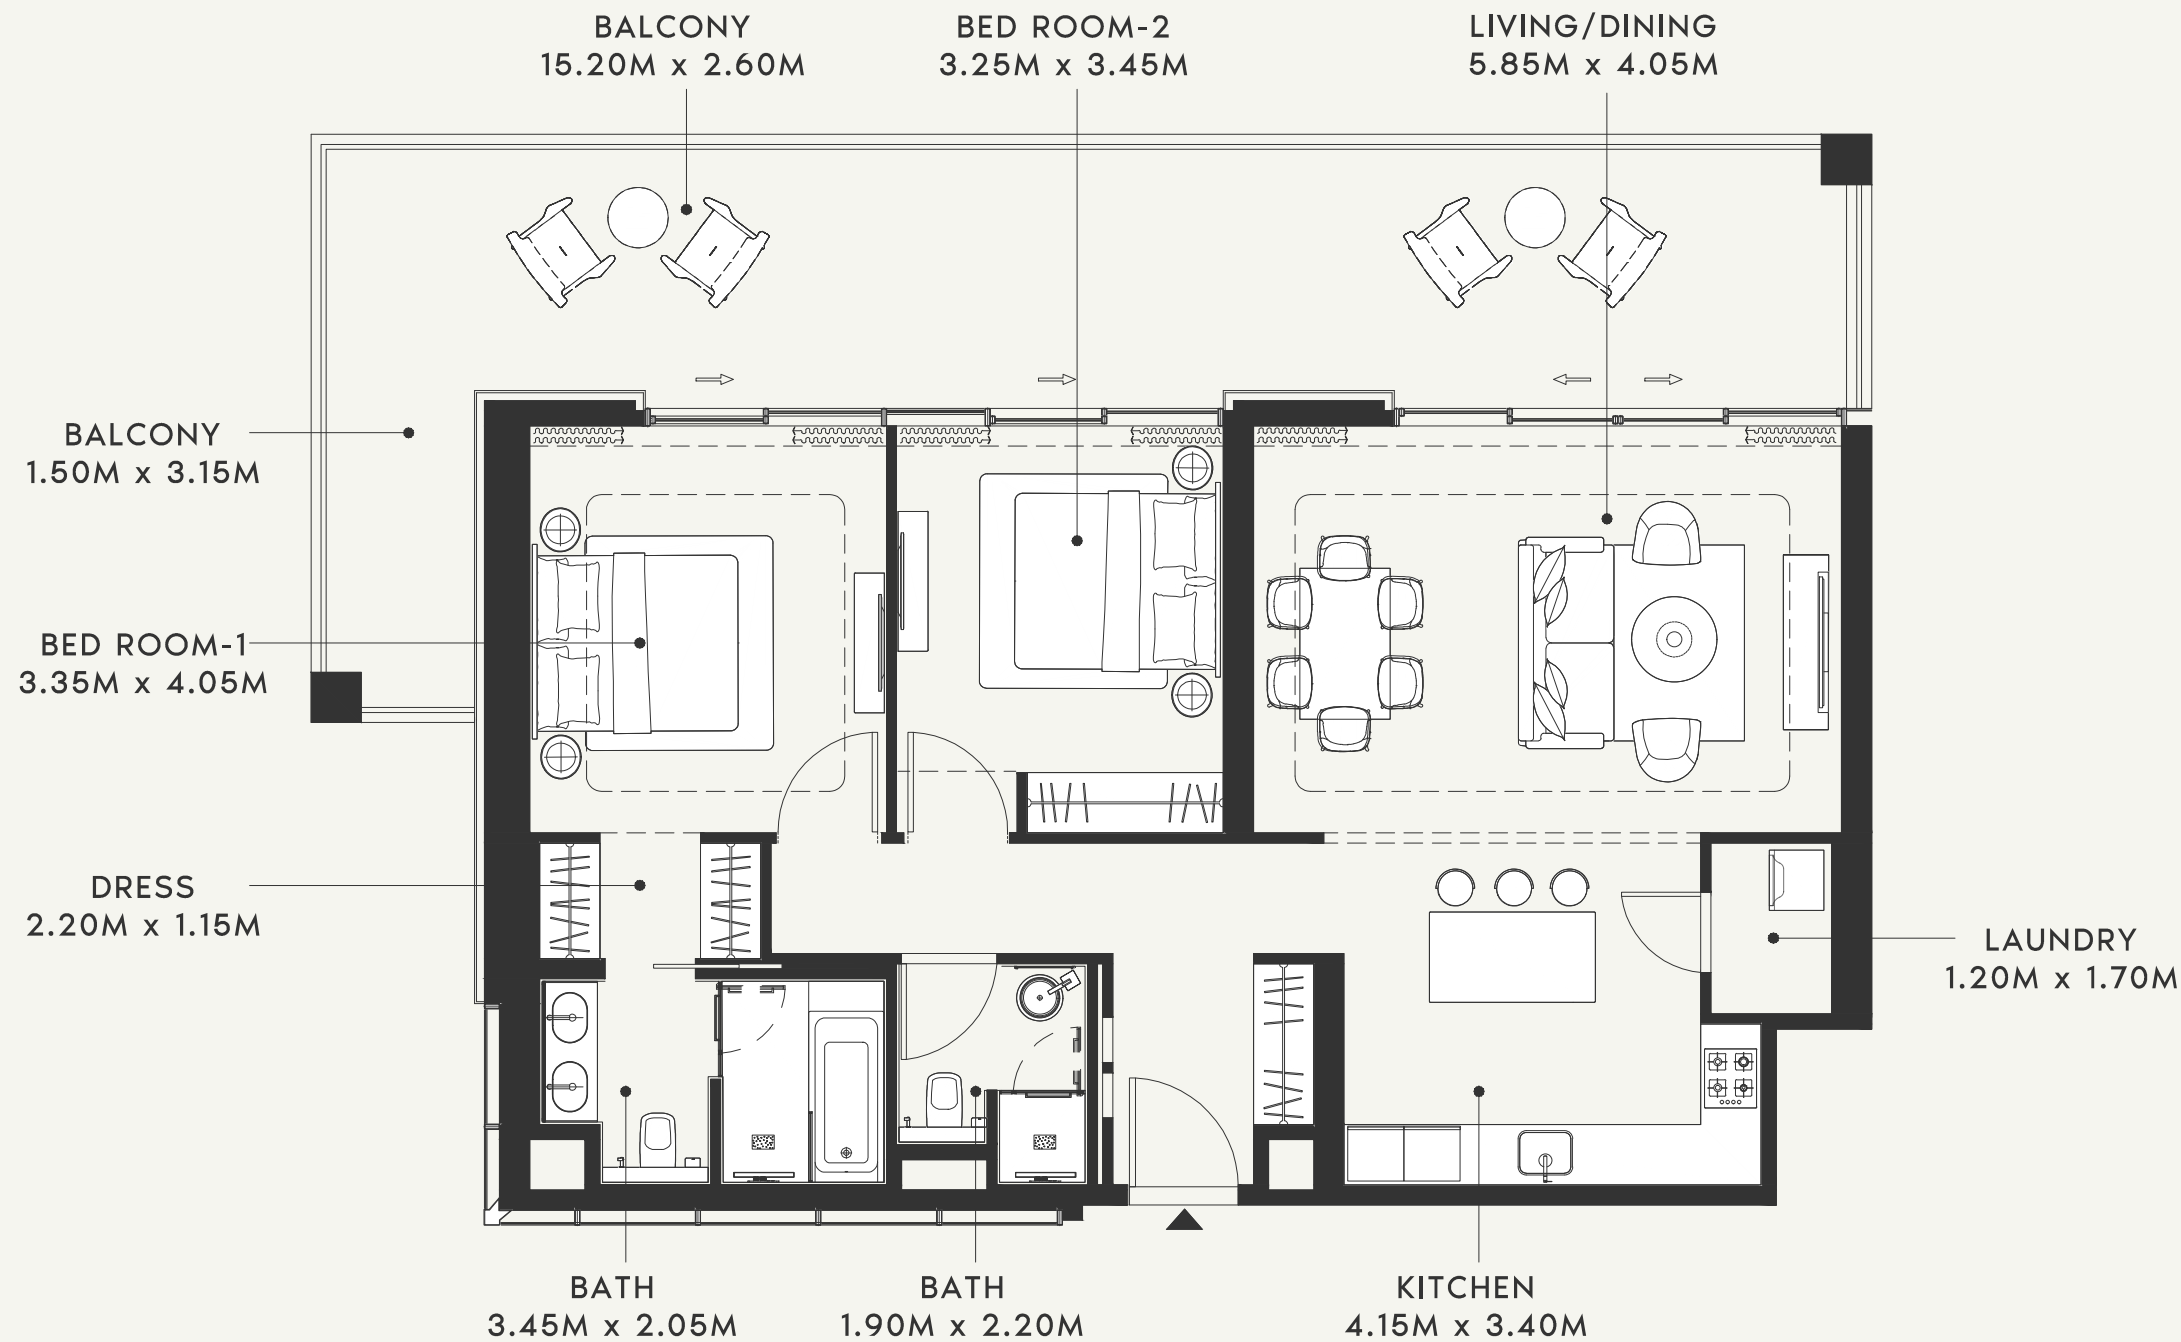 BALCONY
15.20M x 2.60M
BED ROOM-2
3.25M x 3.45M
LIVING/DINING
5.85M x 4.05M
BALCONY
1.50M x 3.15M
BED ROOM-1
3.35M x 4.05M
DRESS
2.20M x 1.15M
LAUNDRY
1.20M x 1.70M
BATH
3.45M x 2.05M
BATH
1.90M x 2.20M
KITCHEN
4.15M x 3.40M